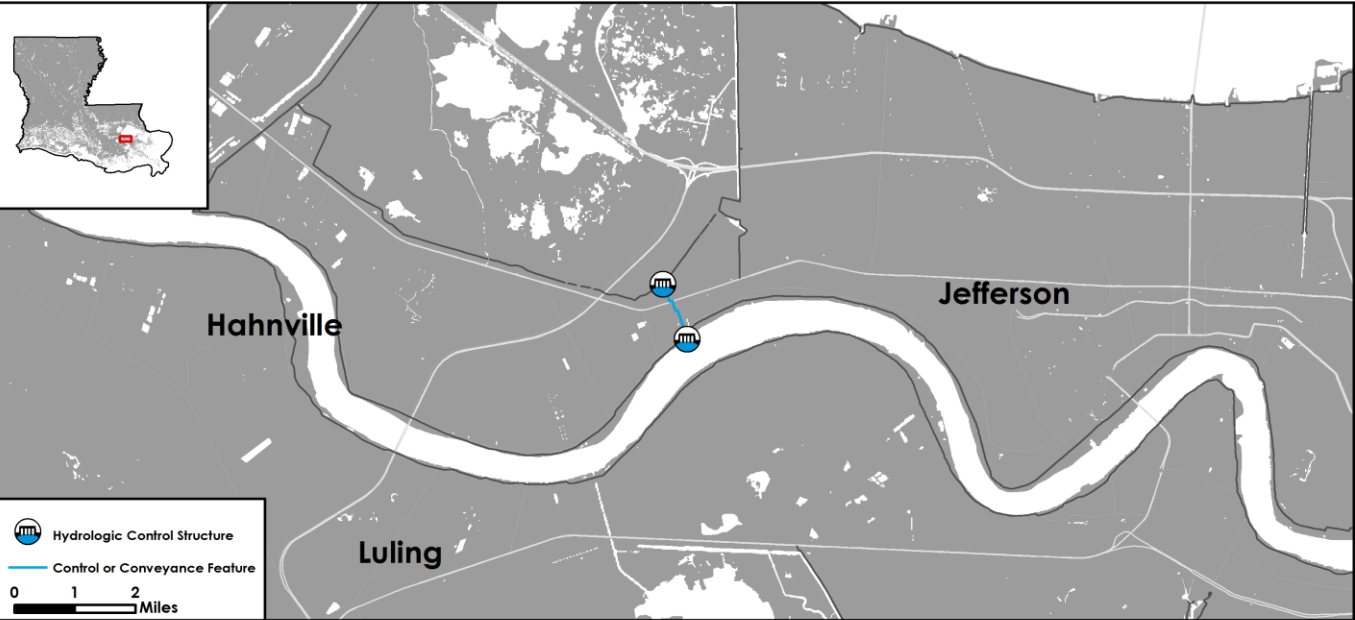 Jefferson
Hahnville
Luling
Hydrologic Control Structure
Control or Conveyance Feature
0 1 2
Miles